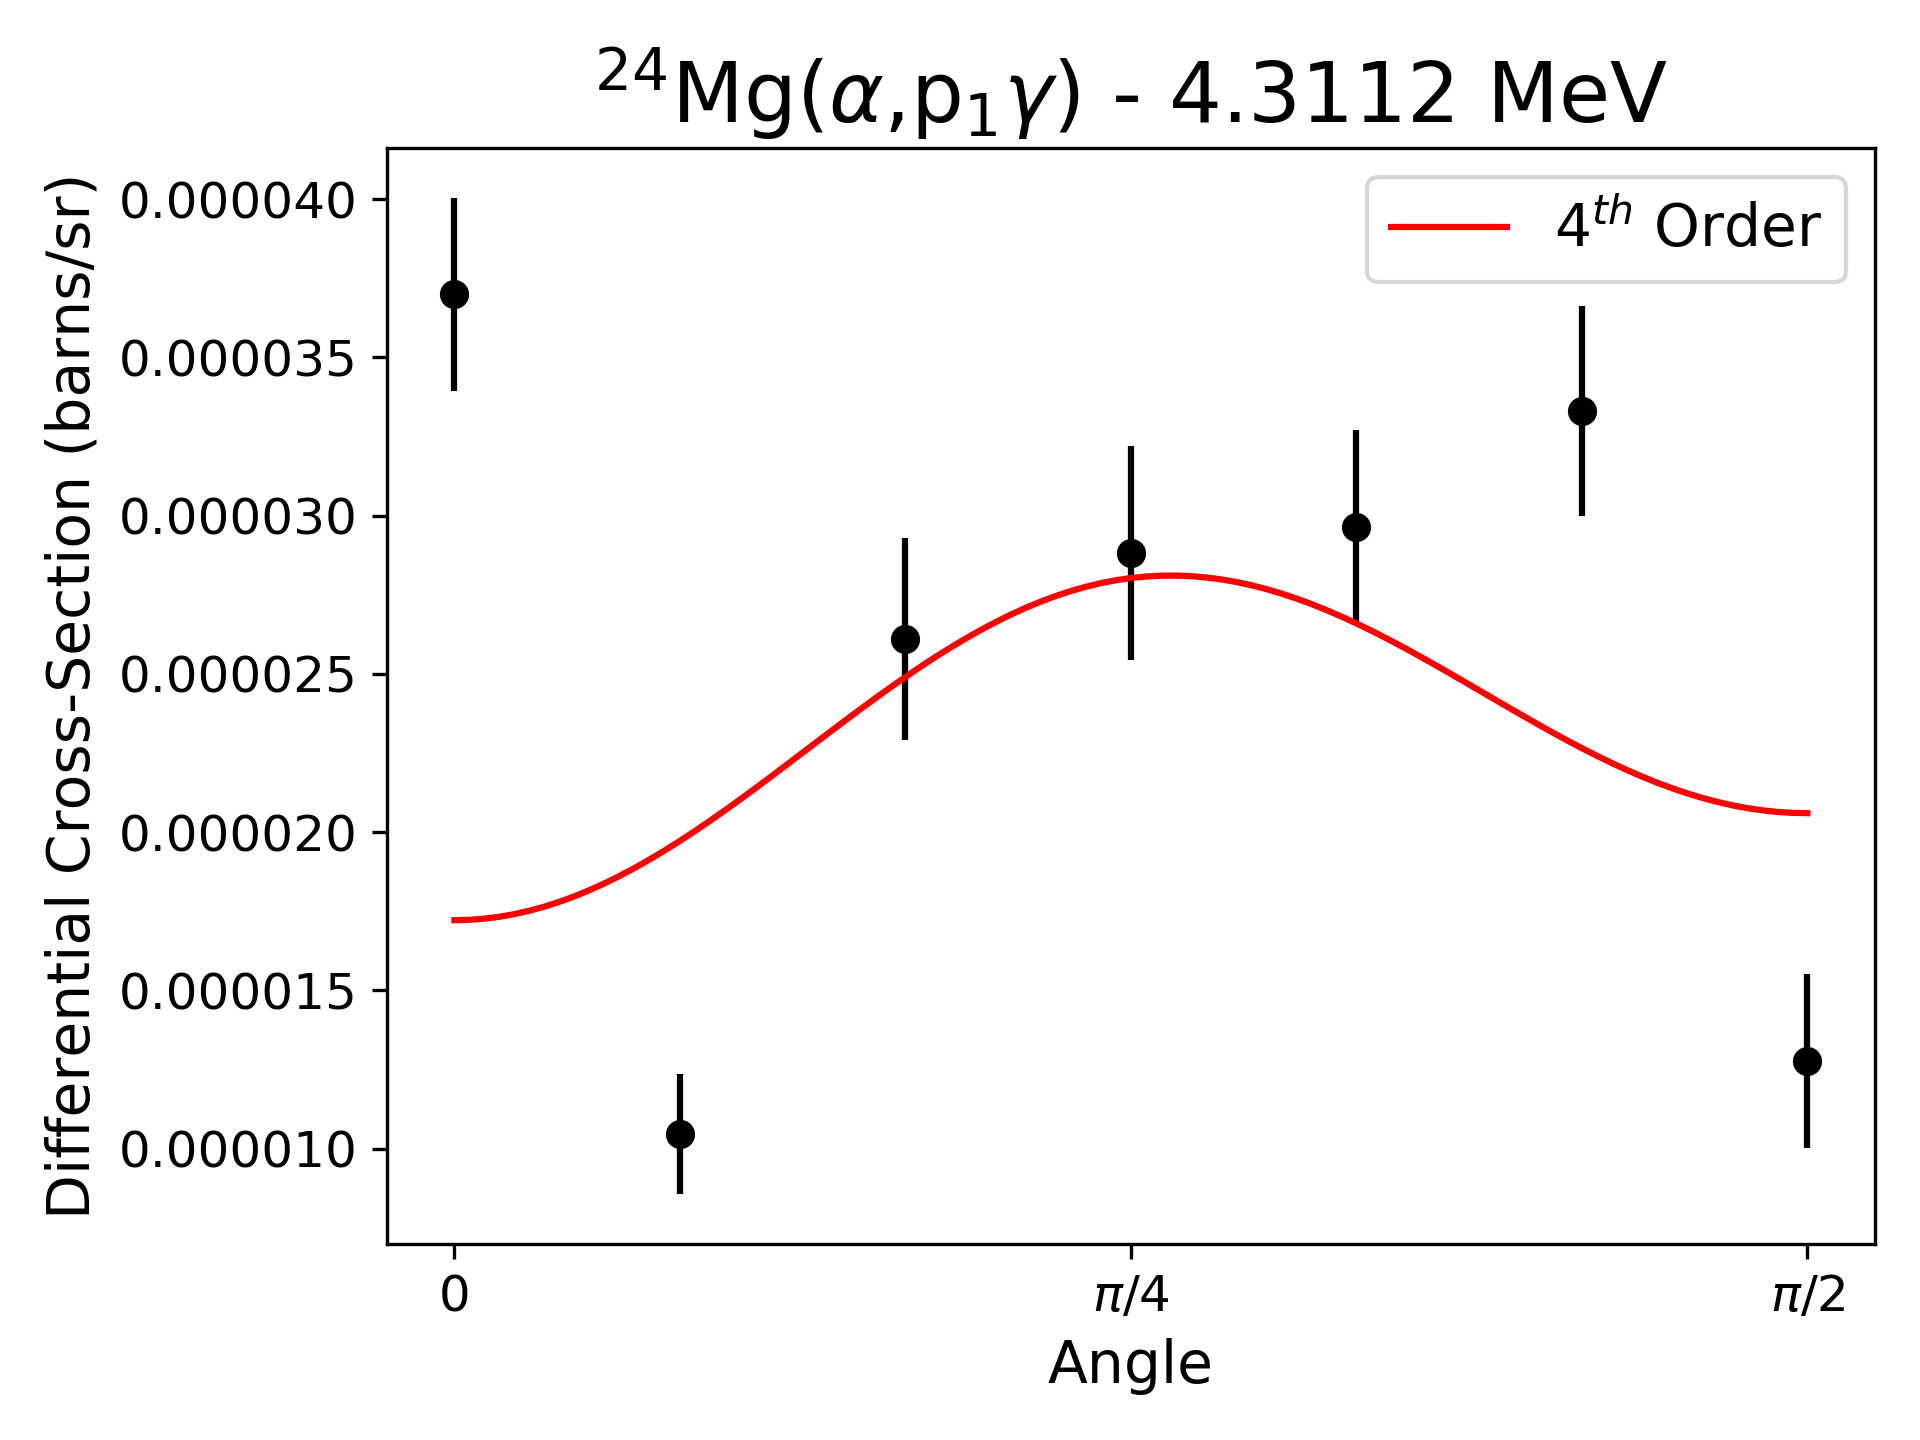 ²⁴Mg(α,p₁γ) - 4.3112 MeV
4ᵗʰ Order
Differential Cross-Section (barns/sr)
0.000040
0.000035
0.000030
0.000025
0.000020
0.000015
0.000010
0 π/4 π/2
Angle